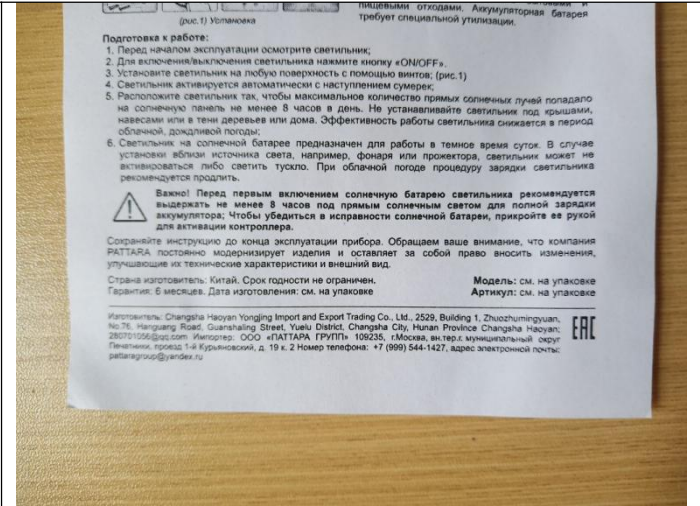 пищевыми отходами. Аккумуляторная батарея
требует специальной утилизации.
(рис.1) Установка
Подготовка к работе:
1. Перед началом эксплуатации осмотрите светильник;
2. Для включения/выключения светильника нажмите кнопку «ON/OFF».
3. Установите светильник на любую поверхность с помощью винтов; (рис.1)
4. Светильник активируется автоматически с наступлением сумерек;
5. Расположите светильник так, чтобы максимальное количество прямых солнечных лучей попадало
на солнечную панель не менее 8 часов в день. Не устанавливайте светильник под крышами,
навесами или в тени деревьев или дома. Эффективность работы светильника снижается в период
облачной, дождливой погоды;
6. Светильник на солнечной батарее предназначен для работы в темное время суток. В случае
установки вблизи источника света, например, фонаря или прожектора, светильник может не
активироваться либо светить тускло. При облачной погоде процедуру зарядки светильника
рекомендуется продлить.
Важно! Перед первым включением солнечную батарею светильника рекомендуется
выдержать не менее 8 часов под прямым солнечным светом для полной зарядки
аккумулятора; Чтобы убедиться в исправности солнечной батареи, прикройте ее рукой
для активации контроллера.
Сохраняйте инструкцию до конца эксплуатации прибора. Обращаем ваше внимание, что компания
PATTARA постоянно модернизирует изделия и оставляет за собой право вносить изменения,
улучшающие их технические характеристики и внешний вид.
Страна изготовитель: Китай. Срок годности не ограничен.
Гарантия: 6 месяцев. Дата изготовления: см. на упаковке
Модель: см. на упаковке
Артикул: см. на упаковке
Изготовитель: Changsha Haoyan Yongjing Import and Export Trading Co., Ltd., 2529, Building 1, Zhuozhumingyuan,
No.76, Hanguang Road, Guanshaling Street, Yuelu District, Changsha City, Hunan Province Changsha Haoyan;
280701056@qq.com Импортер: ООО «ПАТТАРА ГРУПП» 109235, г.Москва, вн.тер.г. муниципальный округ
Печатники, проезд 1-й Курьяновский, д. 19 к. 2 Номер телефона: +7 (999) 544-1427, адрес электронной почты:
pattaragroup@yandex.ru
EAC